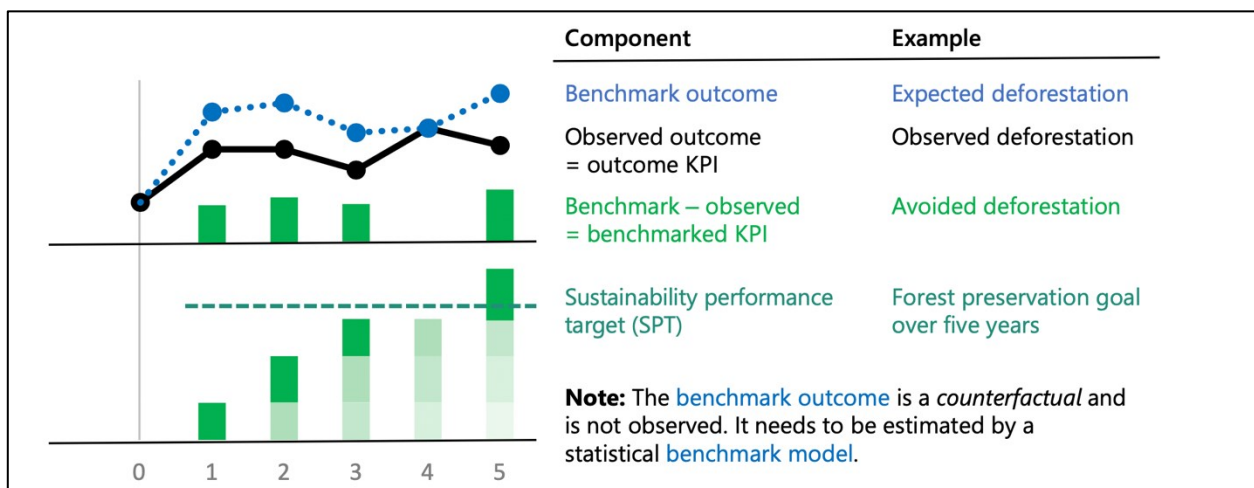 Component Example
Benchmark outcome Expected deforestation
Observed outcome Observed deforestation
= outcome KPI
Benchmark – observed Avoided deforestation
= benchmarked KPI
Sustainability performance Forest preservation goal
target (SPT) over five years
Note: The benchmark outcome is a counterfactual and
is not observed. It needs to be estimated by a
statistical benchmark model.
0 1 2 3 4 5